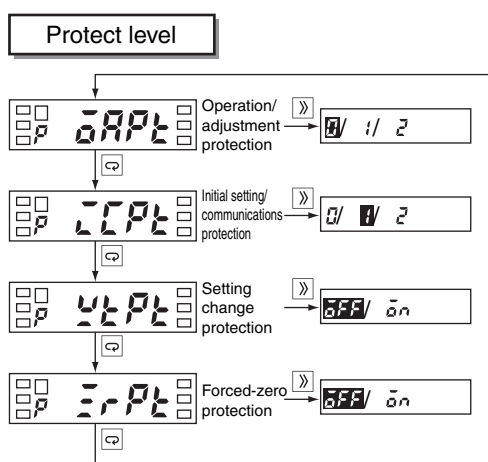 Protect level
P oAPt
Operation/
adjustment
protection
0/ 1/ 2
P iCPt
Initial setting/
communications
protection
0/ 1/ 2
P WtPt
Setting
change
protection
oFF/ on
P ZrPt
Forced-zero
protection
oFF/ on